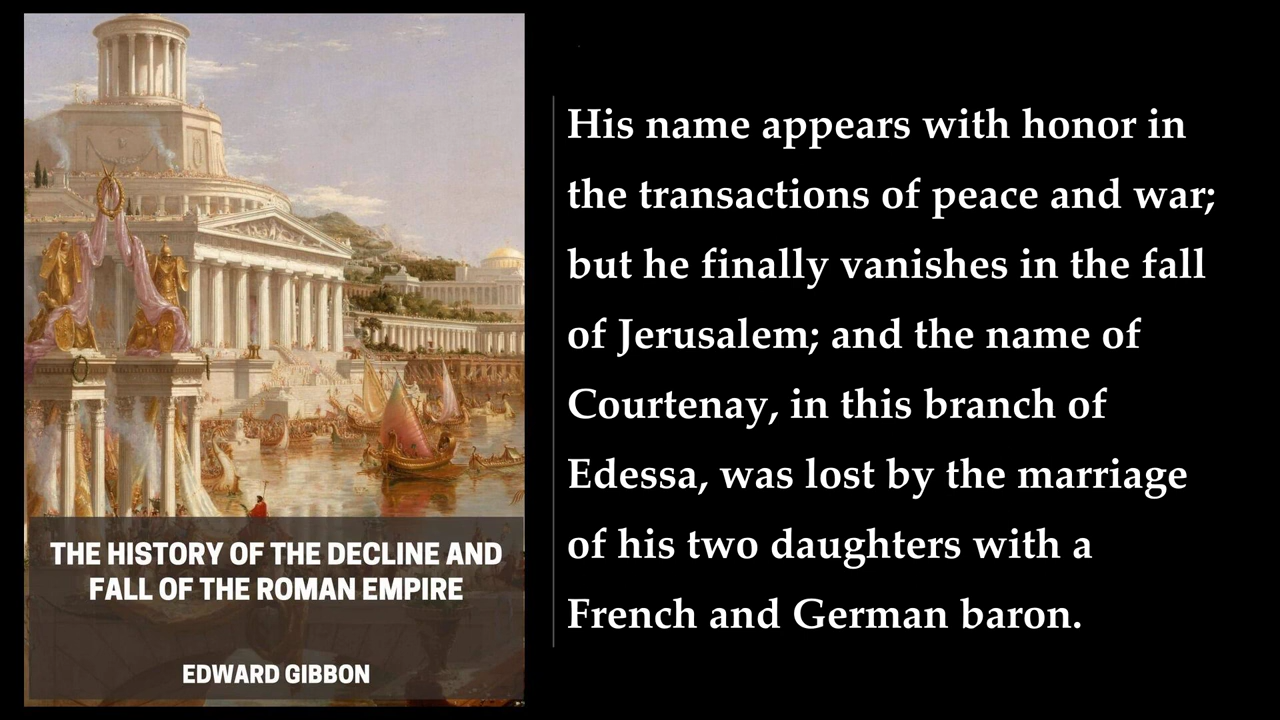 THE HISTORY OF THE DECLINE AND
FALL OF THE ROMAN EMPIRE
EDWARD GIBBON
His name appears with honor in
the transactions of peace and war;
but he finally vanishes in the fall
of Jerusalem; and the name of
Courtenay, in this branch of
Edessa, was lost by the marriage
of his two daughters with a
French and German baron.